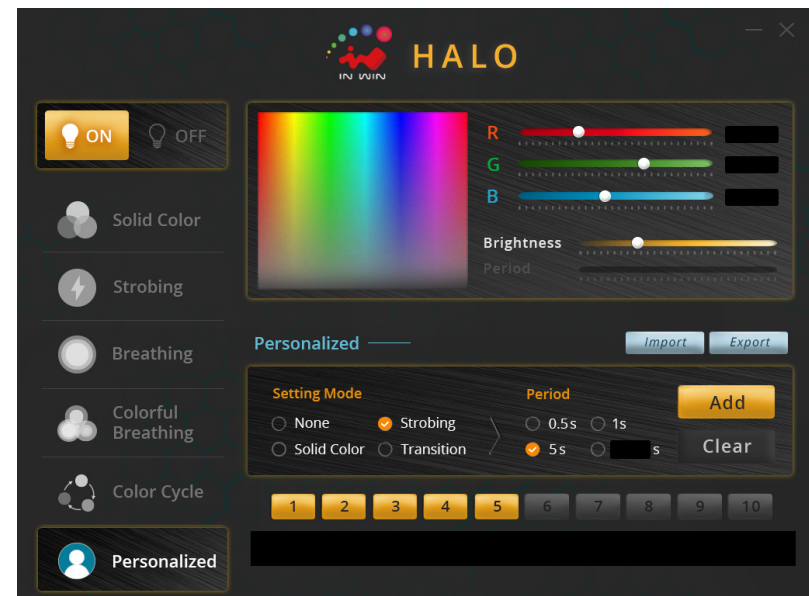 IN WIN
HALO
ON
OFF
R
G
B
Brightness
Period
Solid Color
Strobing
Breathing
Colorful
Breathing
Color Cycle
Personalized
Personalized
Import
Export
Setting Mode
None
Strobing
Solid Color
Transition
Period
0.5s
1s
5s
s
Add
Clear
1 2 3 4 5 6 7 8 9 10